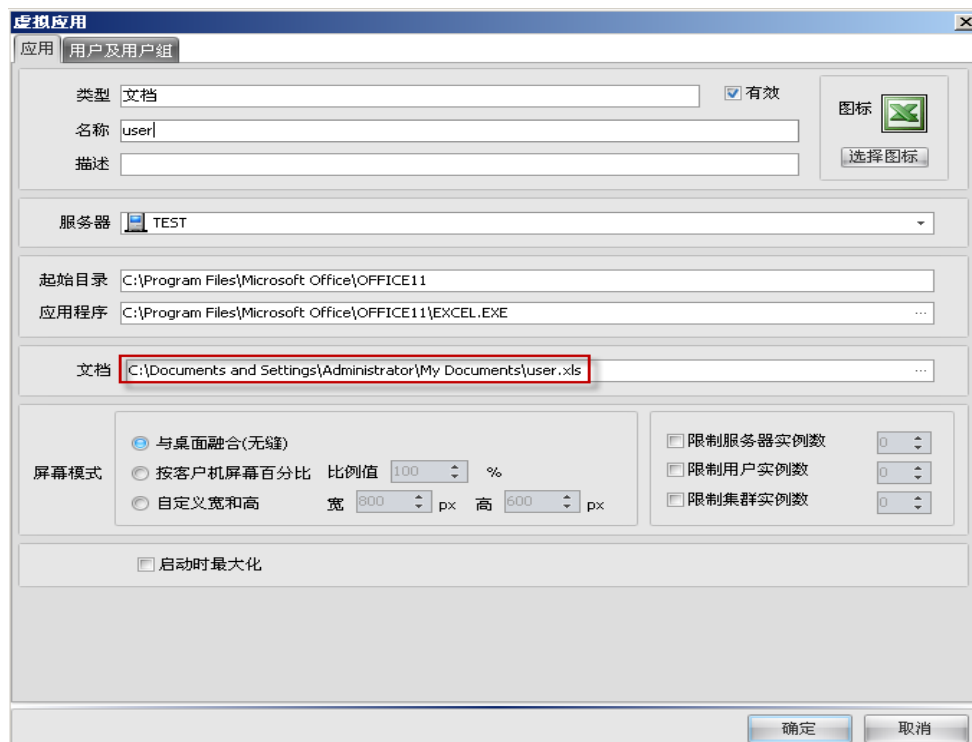 虚拟应用
应用 用户及用户组
类型 文档 有效
图标
名称 user
描述
选择图标
服务器 TEST
起始目录 C:\Program Files\Microsoft Office\OFFICE11
应用程序 C:\Program Files\Microsoft Office\OFFICE11\EXCEL.EXE ...
文档 C:\Documents and Settings\Administrator\My Documents\user.xls ...
屏幕模式
与桌面融合(无缝)
按客户机屏幕百分比 比例值 100 %
自定义宽和高 宽 800 px 高 600 px
限制服务器实例数 0
限制用户实例数 0
限制集群实例数 0
启动时最大化
确定 取消